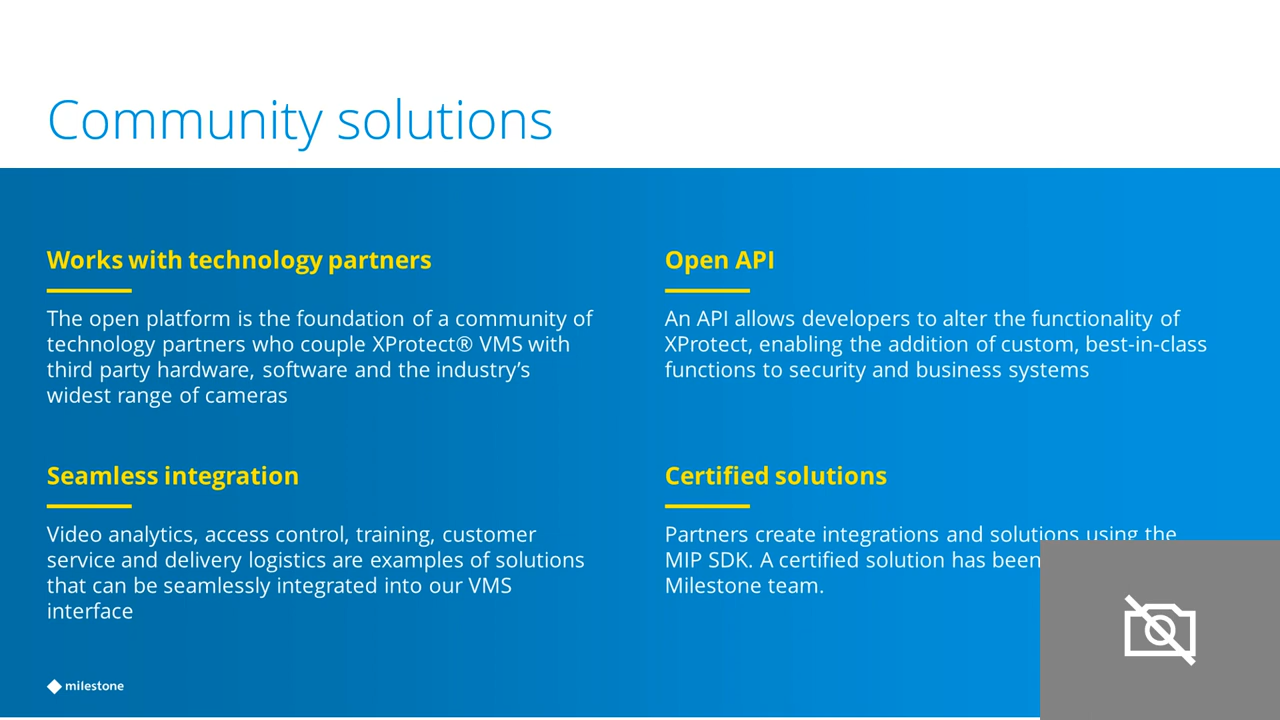 Community solutions
Works with technology partners
The open platform is the foundation of a community of
technology partners who couple XProtect® VMS with
third party hardware, software and the industry’s
widest range of cameras
Open API
An API allows developers to alter the functionality of
XProtect, enabling the addition of custom, best-in-class
functions to security and business systems
Seamless integration
Video analytics, access control, training, customer
service and delivery logistics are examples of solutions
that can be seamlessly integrated into our VMS
interface
Certified solutions
Partners create integrations and solutions using the
MIP SDK. A certified solution has been
Milestone team.
milestone